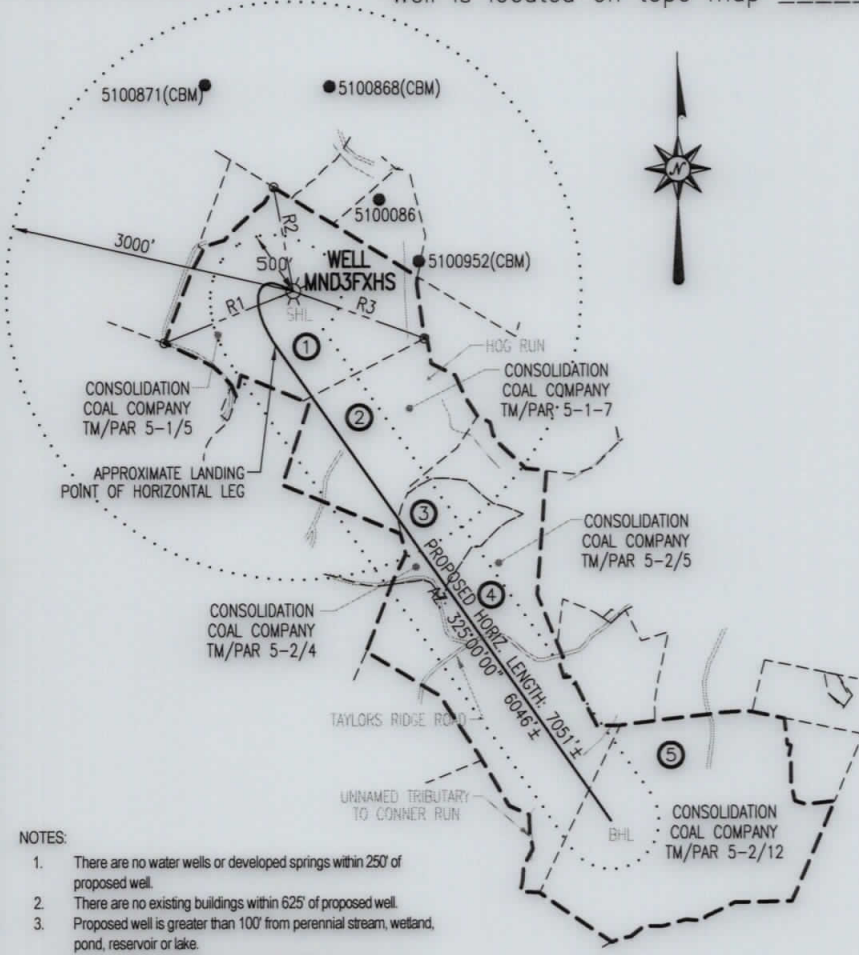 well is located on topo map
5100871(CBM)
5100868(CBM)
N
5100086
5100952(CBM)
3000'
R2
500'
WELL
MND3FXHS
R1
R3
SHL
1
HOG RUN
CONSOLIDATION
COAL COMPANY
TM/PAR 5-1/5
CONSOLIDATION
COAL COMPANY
TM/PAR 5-1-7
2
APPROXIMATE LANDING
POINT OF HORIZONTAL LEG
3
CONSOLIDATION
COAL COMPANY
TM/PAR 5-2/5
4
CONSOLIDATION
COAL COMPANY
TM/PAR 5-2/4
PROPOSED HORIZ. LENGTH: 7051'±
AZ. 325°00'00" 6046'±
TAYLORS RIDGE ROAD
5
UNNAMED TRIBUTARY
TO CONNER RUN
BHL
CONSOLIDATION
COAL COMPANY
TM/PAR 5-2/12
NOTES:
1. There are no water wells or developed springs within 250' of
proposed well.
2. There are no existing buildings within 625' of proposed well.
3. Proposed well is greater than 100' from perennial stream, wetland,
pond, reservoir or lake.